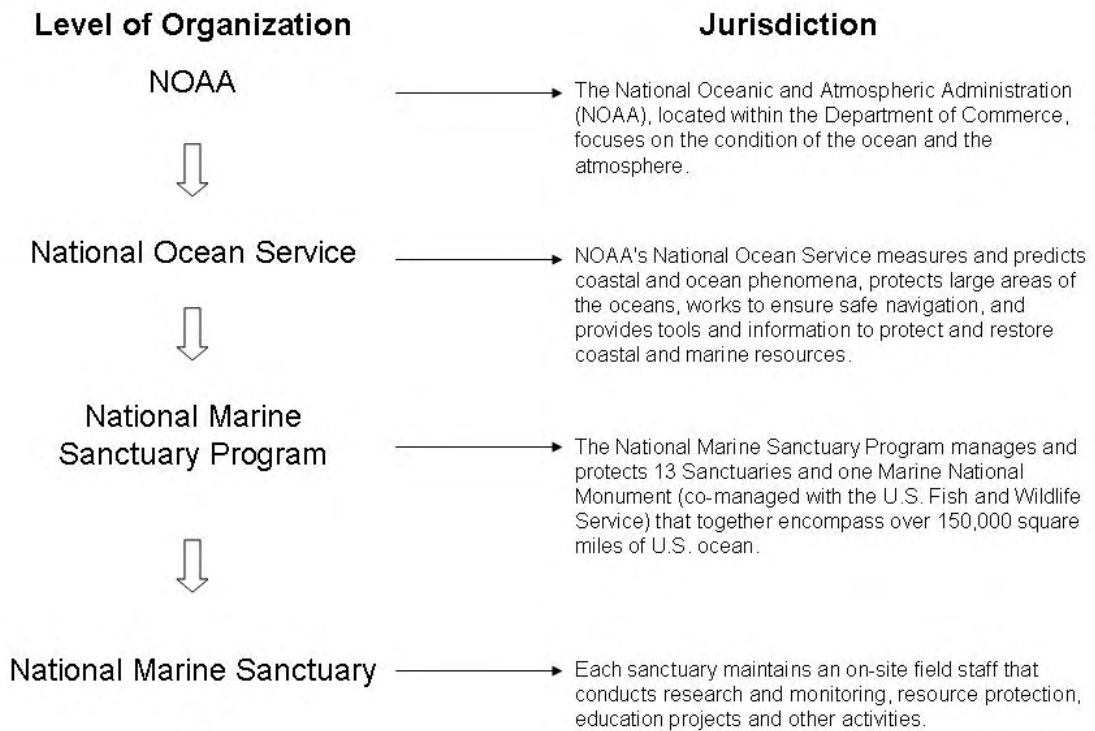 Level of Organization
Jurisdiction
NOAA
The National Oceanic and Atmospheric Administration
(NOAA), located within the Department of Commerce,
focuses on the condition of the ocean and the
atmosphere.
National Ocean Service
NOAA's National Ocean Service measures and predicts
coastal and ocean phenomena, protects large areas of
the oceans, works to ensure safe navigation, and
provides tools and information to protect and restore
coastal and marine resources.
National Marine
Sanctuary Program
The National Marine Sanctuary Program manages and
protects 13 Sanctuaries and one Marine National
Monument (co-managed with the U.S. Fish and Wildlife
Service) that together encompass over 150,000 square
miles of U.S. ocean.
National Marine Sanctuary
Each sanctuary maintains an on-site field staff that
conducts research and monitoring, resource protection,
education projects and other activities.